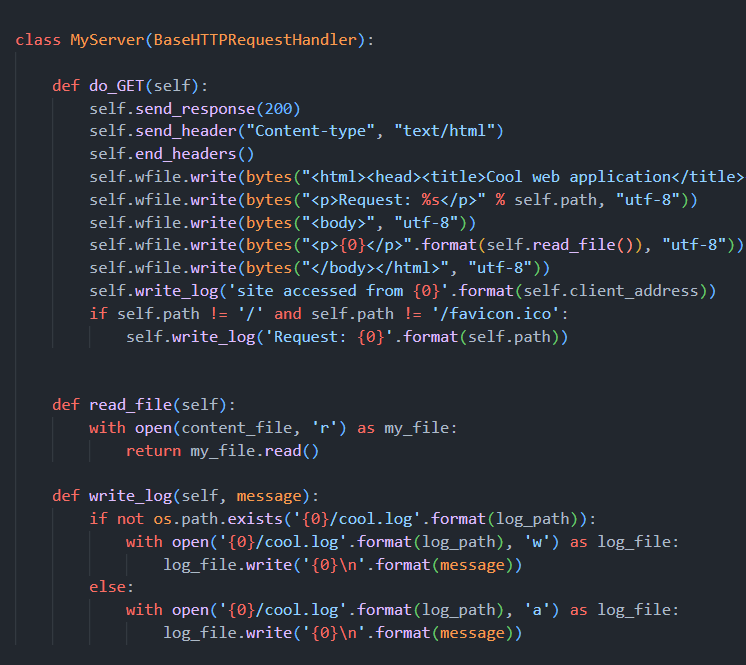 class MyServer(BaseHTTPRequestHandler):
def do_GET(self):
self.send_response(200)
self.send_header("Content-type", "text/html")
self.end_headers()
self.wfile.write(bytes("<html><head><title>Cool web application</title>
self.wfile.write(bytes("<p>Request: %s</p>" % self.path, "utf-8"))
self.wfile.write(bytes("<body>", "utf-8"))
self.wfile.write(bytes("<p>{0}</p>".format(self.read_file()), "utf-8"))
self.wfile.write(bytes("</body></html>", "utf-8"))
self.write_log('site accessed from {0}'.format(self.client_address))
if self.path != '/' and self.path != '/favicon.ico':
self.write_log('Request: {0}'.format(self.path))
def read_file(self):
with open(content_file, 'r') as my_file:
return my_file.read()
def write_log(self, message):
if not os.path.exists('{0}/cool.log'.format(log_path)):
with open('{0}/cool.log'.format(log_path), 'w') as log_file:
log_file.write('{0}\n'.format(message))
else:
with open('{0}/cool.log'.format(log_path), 'a') as log_file:
log_file.write('{0}\n'.format(message))